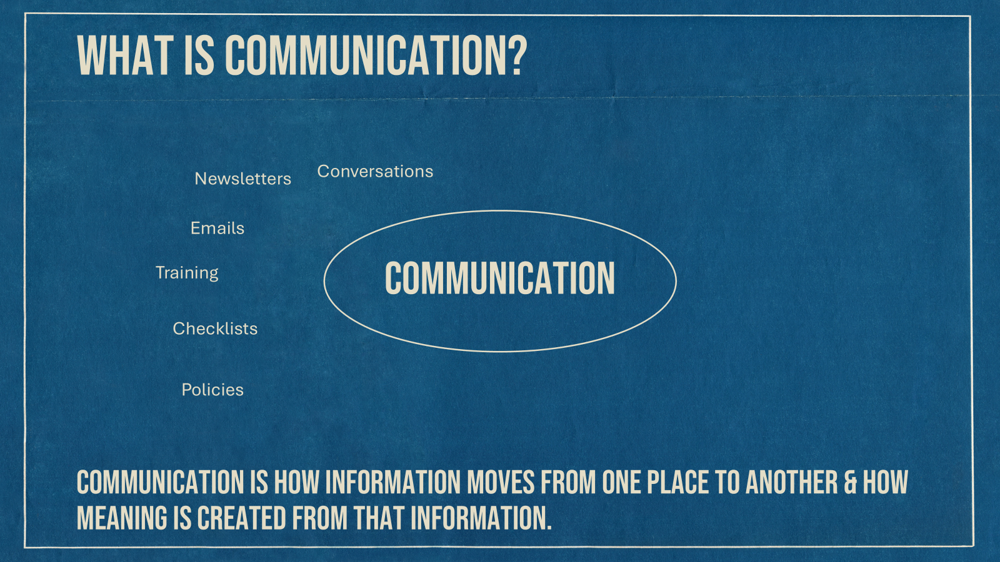 WHAT IS COMMUNICATION?
Newsletters
Conversations
Emails
Training
COMMUNICATION
Checklists
Policies
COMMUNICATION IS HOW INFORMATION MOVES FROM ONE PLACE TO ANOTHER & HOW
MEANING IS CREATED FROM THAT INFORMATION.